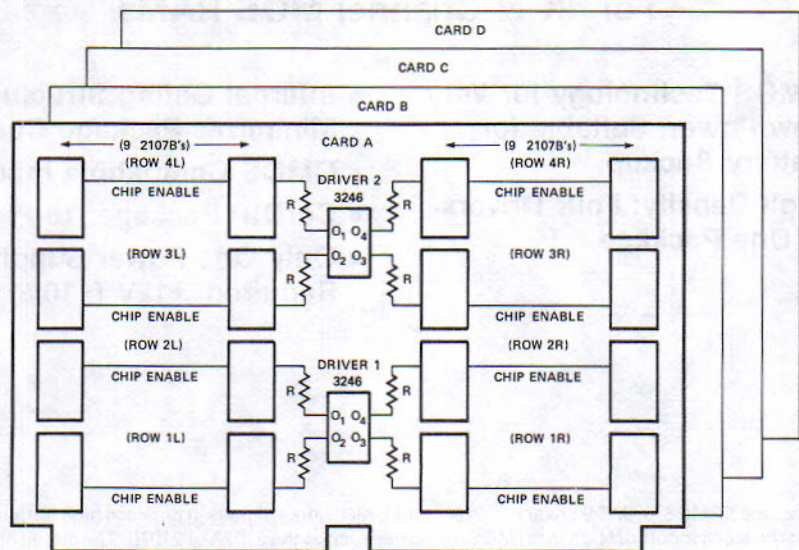 CARD D
CARD C
CARD B
CARD A
(9 2107B's)
(ROW 4L)
CHIP ENABLE
(9 2107B's)
(ROW 4R)
CHIP ENABLE
DRIVER 2
3246
R
R
O1 O4
O2 O3
R
R
(ROW 3L)
CHIP ENABLE
(ROW 3R)
CHIP ENABLE
(ROW 2L)
CHIP ENABLE
(ROW 2R)
CHIP ENABLE
DRIVER 1
3246
R
R
O1 O4
O2 O3
R
R
(ROW 1L)
CHIP ENABLE
(ROW 1R)
CHIP ENABLE